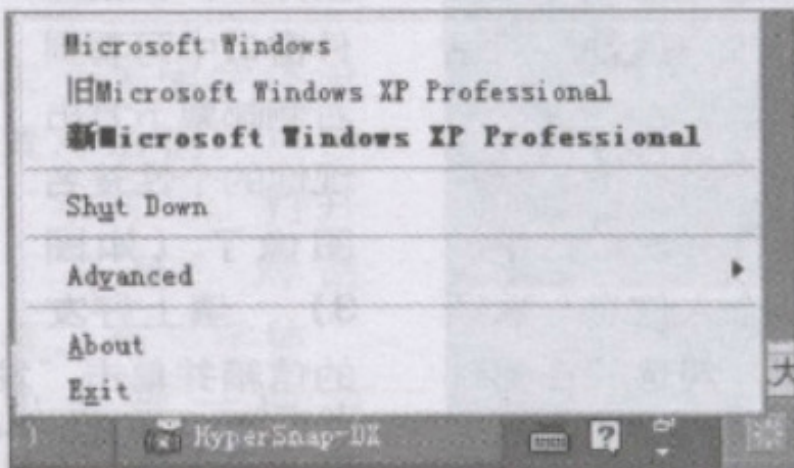 Microsoft Windows
旧Microsoft Windows XP Professional
新Microsoft Windows XP Professional
Shut Down
Advanced
About
Exit
大
HyperSnap-DX